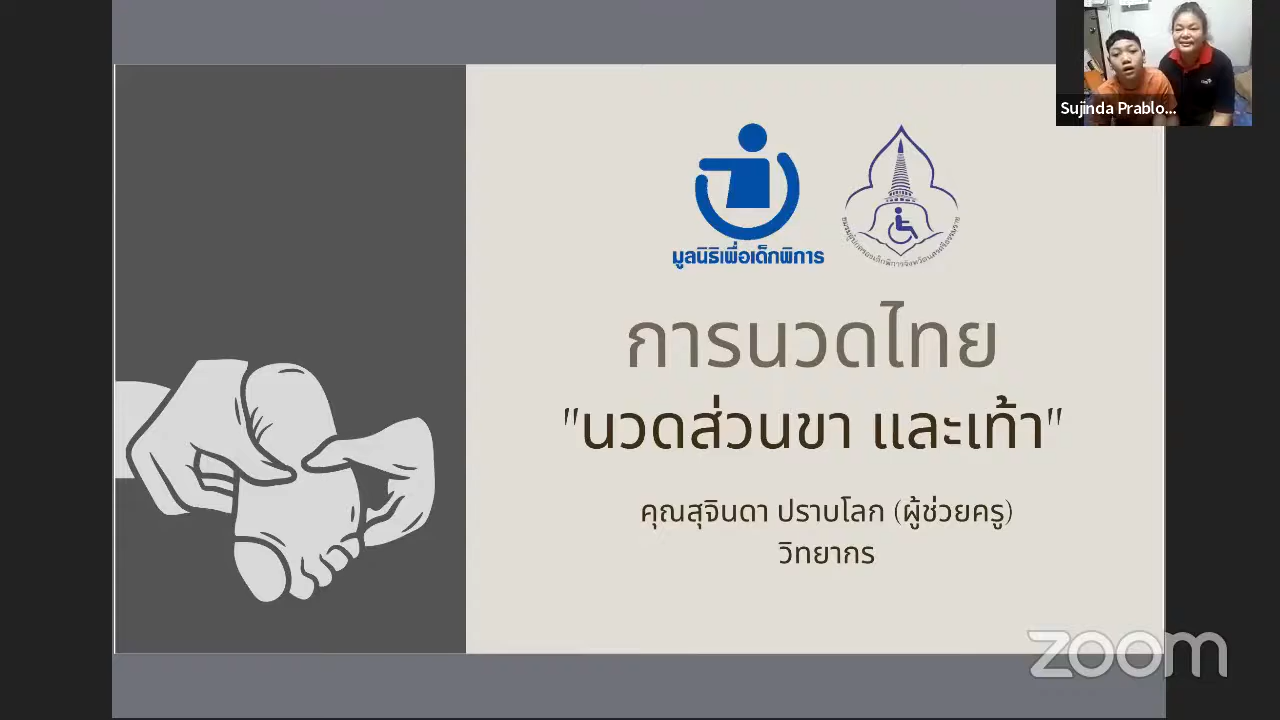 Sujinda Prablo...
มูลนิธิเพื่อเด็กพิการ
การนวดไทย
"นวดส่วนขา และเท้า"
คุณสุจินดา ปราบโลก (ผู้ช่วยครู)
วิทยากร
zoom